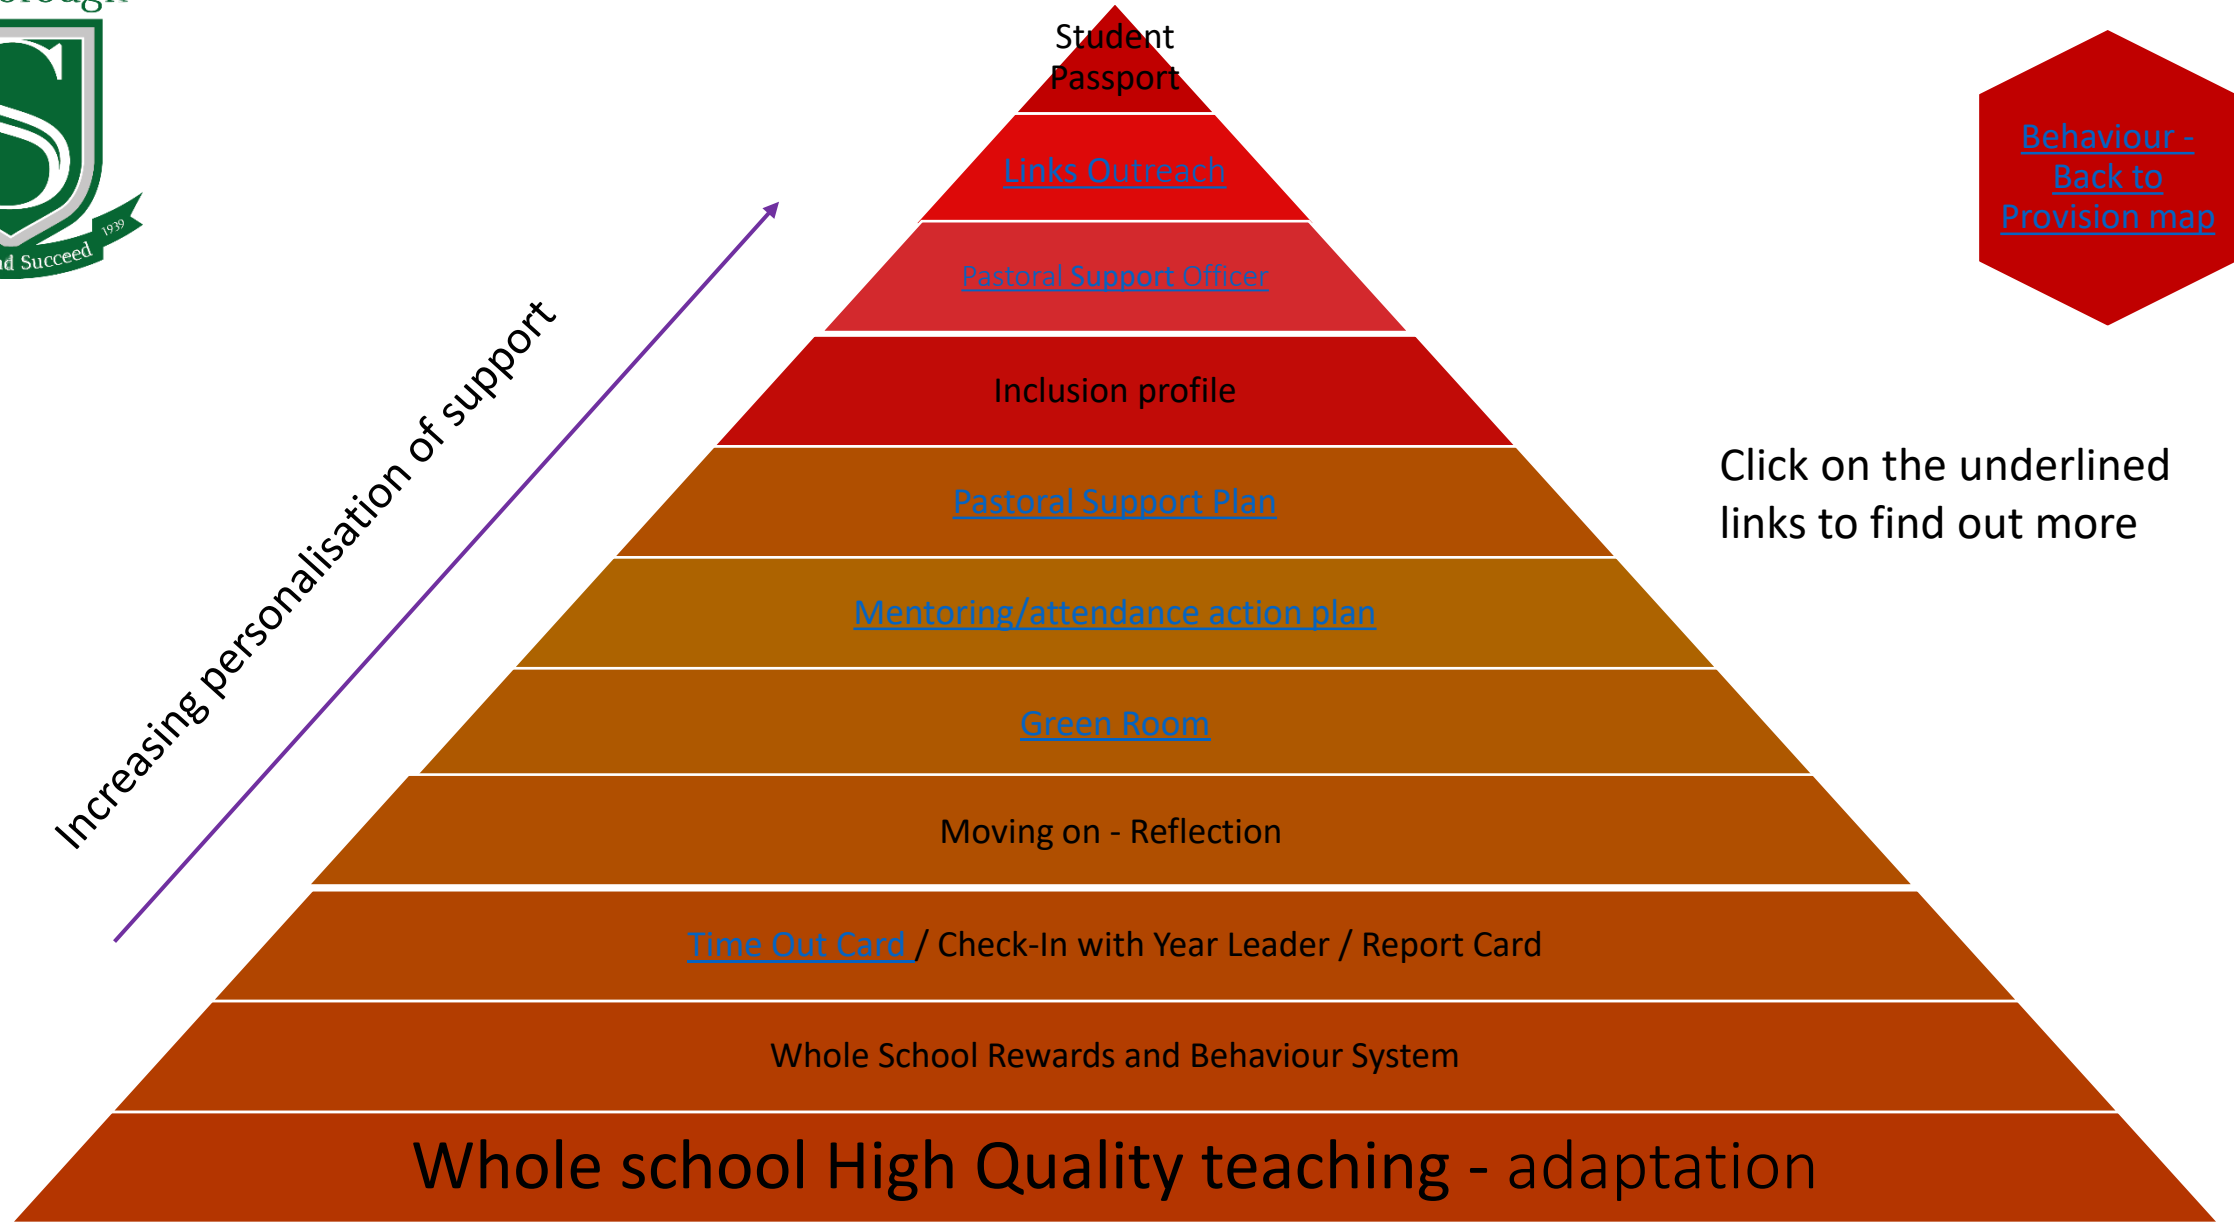 Student
Passport
Links Outreach
Pastoral Support Officer
Inclusion profile
Pastoral Support Plan
Mentoring/attendance action plan
Green Room
Moving on - Reflection
Time Out Card / Check-In with Year Leader / Report Card
Whole School Rewards and Behaviour System
Whole school High Quality teaching - adaptation
Increasing personalisation of support
Behaviour -
Back to
Provision map
Click on the underlined
links to find out more
Succeed
1939